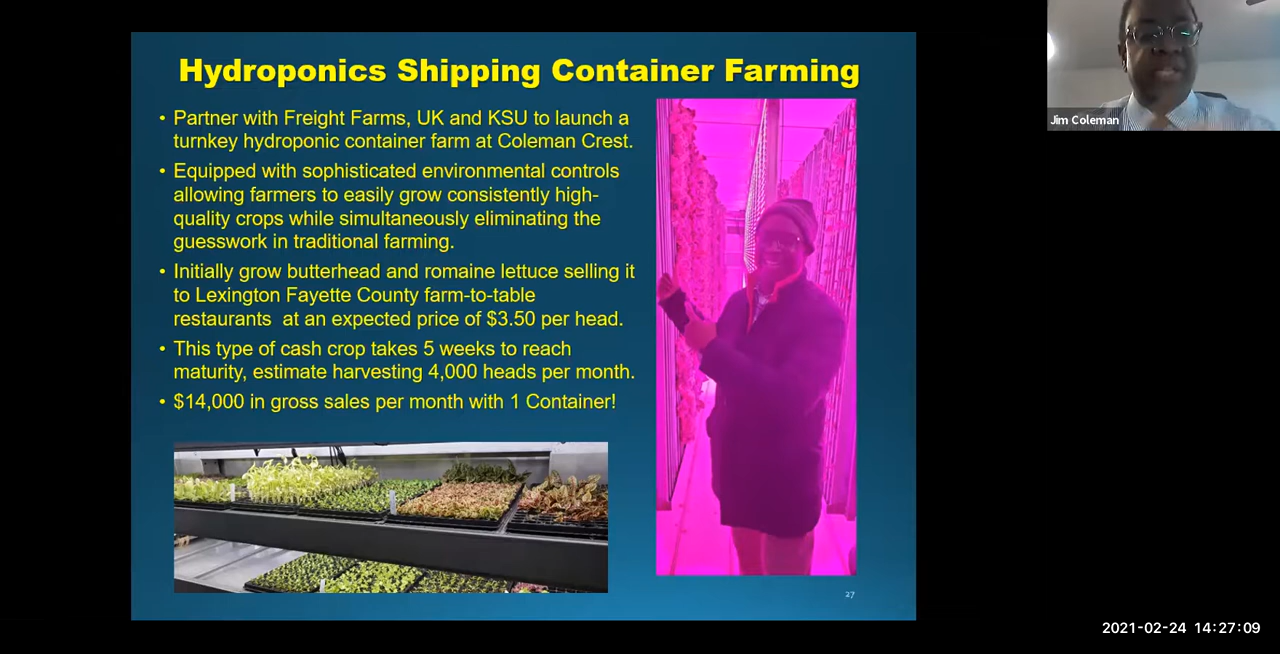 Hydroponics Shipping Container Farming
• Partner with Freight Farms, UK and KSU to launch a
turnkey hydroponic container farm at Coleman Crest.
• Equipped with sophisticated environmental controls
allowing farmers to easily grow consistently high-
quality crops while simultaneously eliminating the
guesswork in traditional farming.
• Initially grow butterhead and romaine lettuce selling it
to Lexington Fayette County farm-to-table
restaurants at an expected price of $3.50 per head.
• This type of cash crop takes 5 weeks to reach
maturity, estimate harvesting 4,000 heads per month.
• $14,000 in gross sales per month with 1 Container!
27
Jim Coleman
2021-02-24 14:27:09